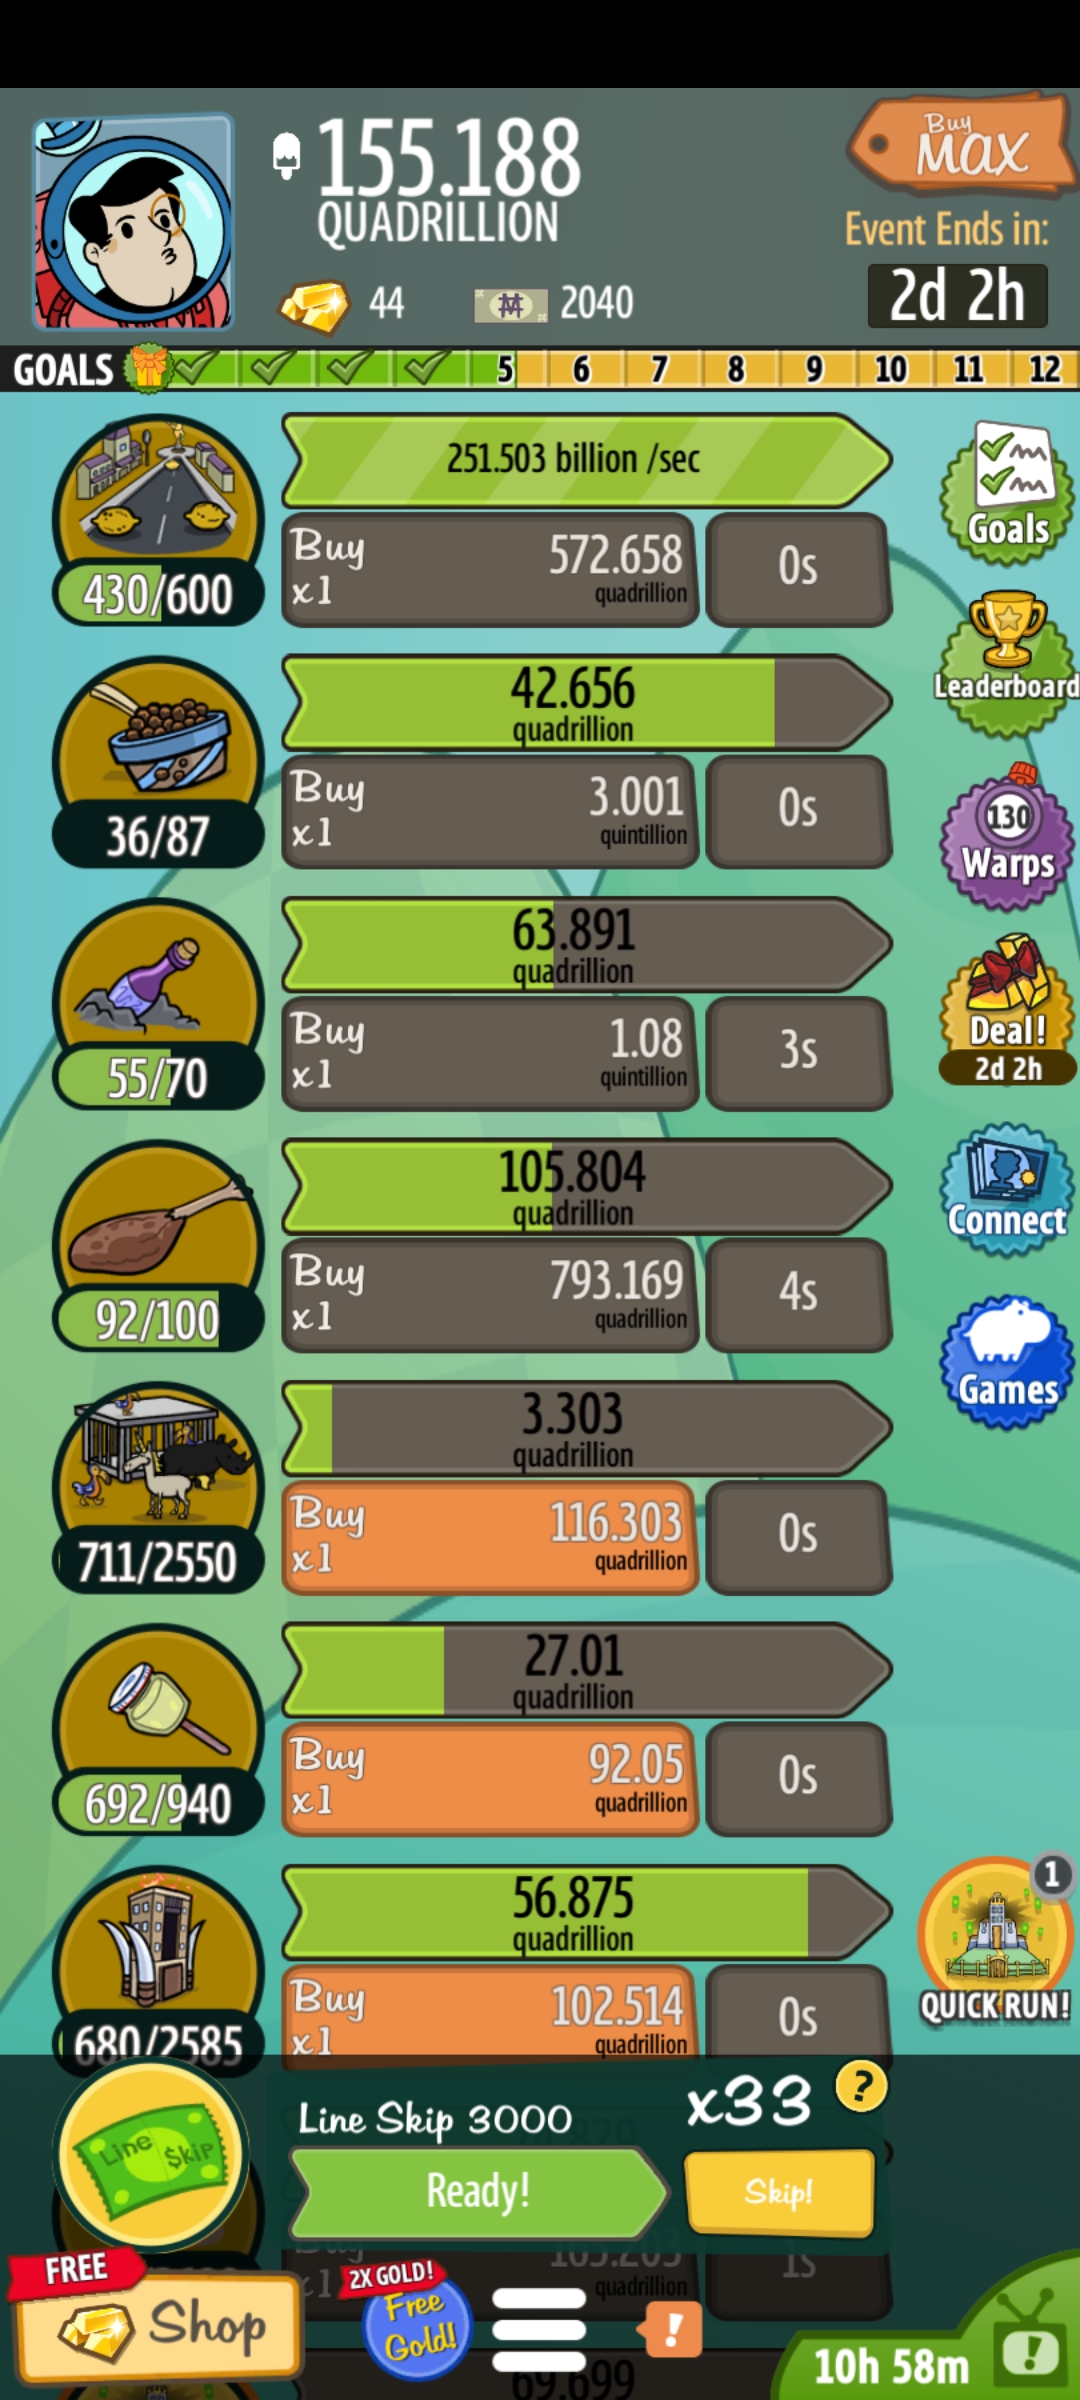 155.188
QUADRILLION
Buy
MAX
Event Ends in:
2d 2h
44
2040
GOALS
5 6 7 8 9 10 11 12
251.503 billion /sec
430/600
Buy
x1
572.658
quadrillion
0s
Goals
Leaderboard
42.656
quadrillion
36/87
Buy
x1
3.001
quintillion
0s
130
Warps
63.891
quadrillion
55/70
Buy
x1
1.08
quintillion
3s
Deal!
2d 2h
105.804
quadrillion
92/100
Buy
x1
793.169
quadrillion
4s
Connect
3.303
quadrillion
711/2550
Buy
x1
116.303
quadrillion
0s
Games
27.01
quadrillion
692/940
Buy
x1
92.05
quadrillion
0s
56.875
quadrillion
680/2585
Buy
x1
102.514
quadrillion
0s
1
QUICK RUN!
Line Skip
Line Skip 3000
x33
?
Ready!
Skip!
quadrillion
1s
FREE
Shop
2X GOLD!
Free
Gold!
!
69.699
10h 58m
!